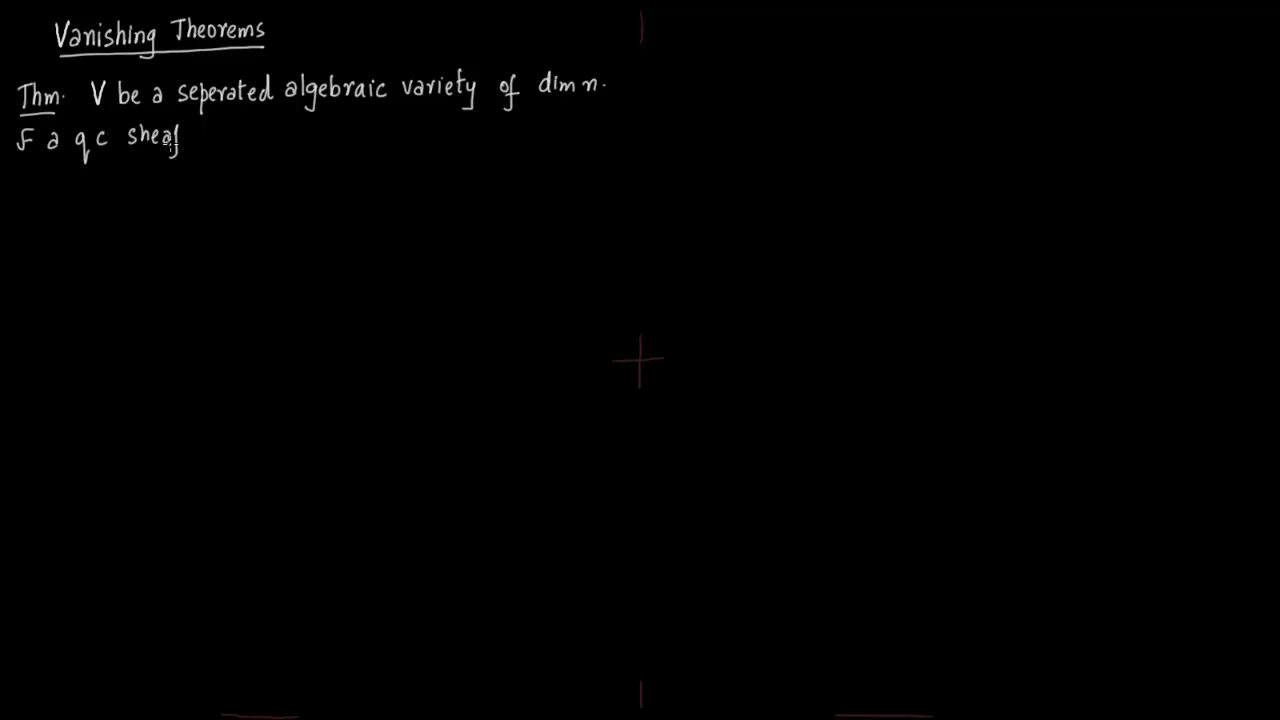 Vanishing Theorems
Thm. V be a seperated algebraic variety of dim n.
F a qc sheaf